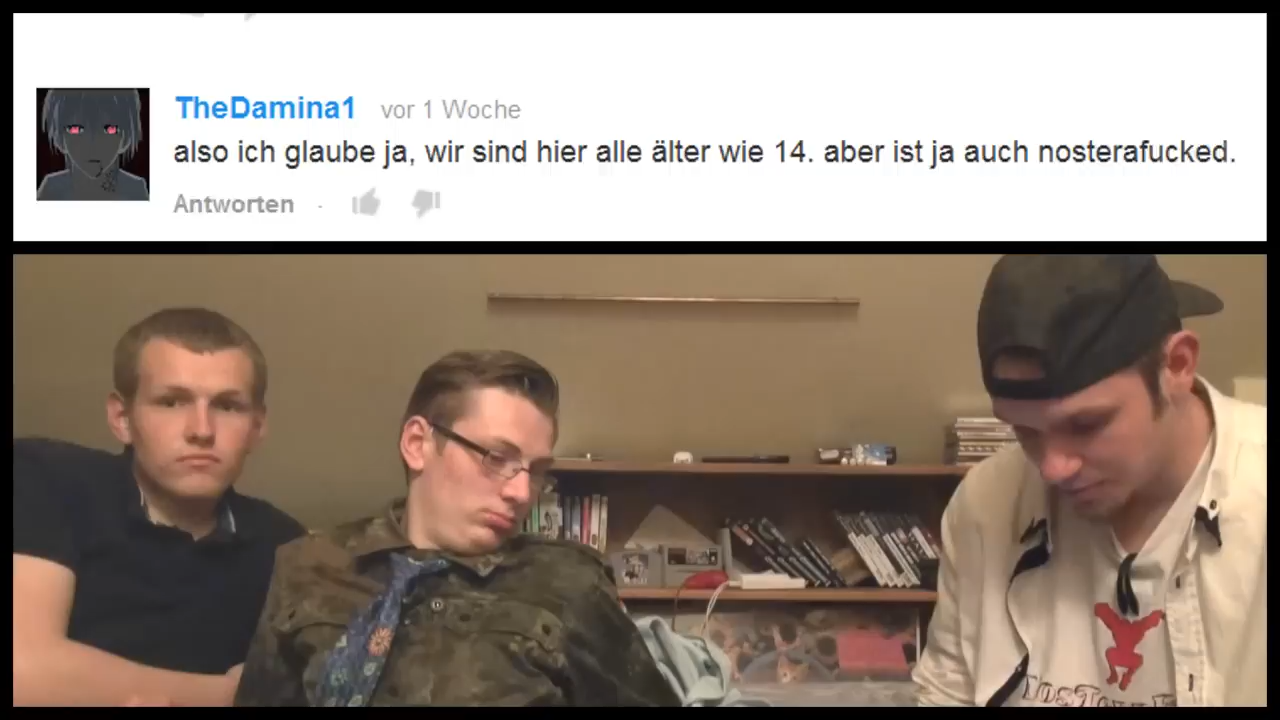 TheDamina1 vor 1 Woche
also ich glaube ja, wir sind hier alle älter wie 14. aber ist ja auch nosterafucked.
Antworten